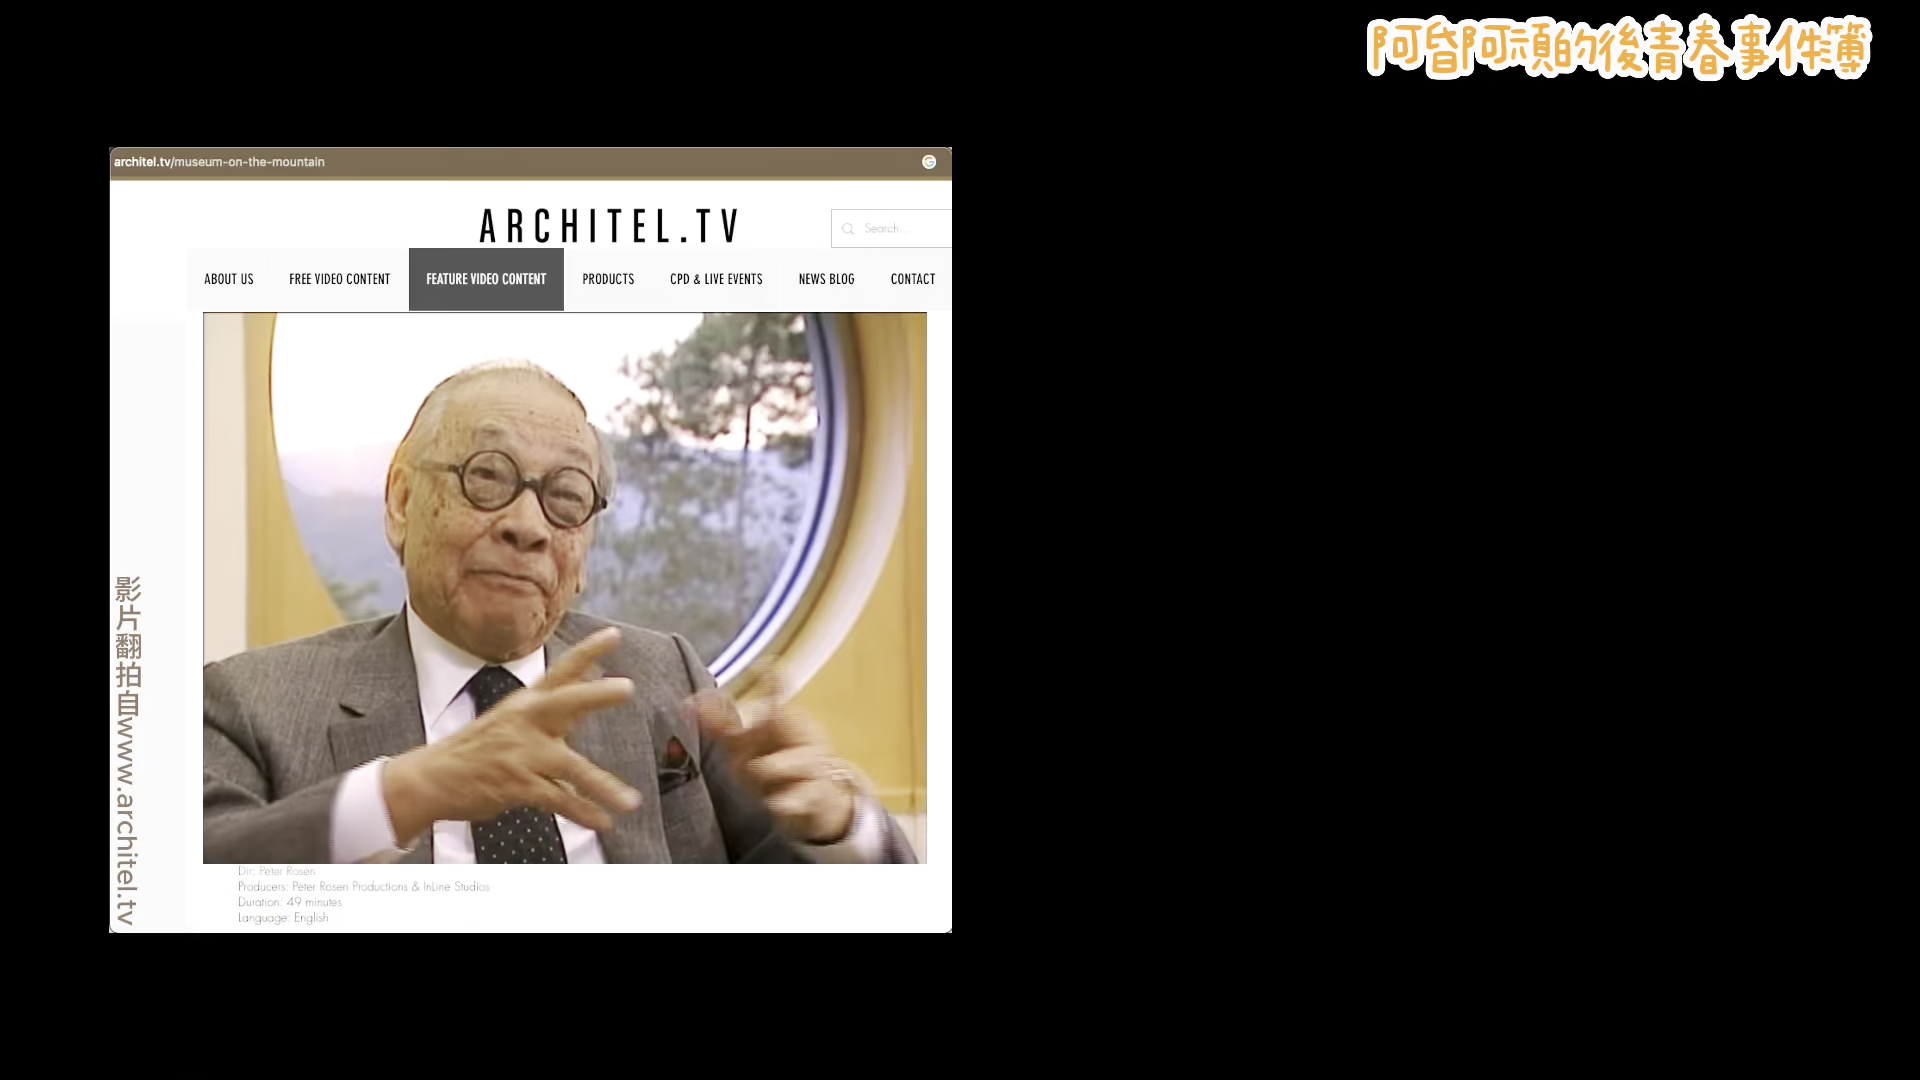 阿昏阿頑的後青春事件簿
architel.tv/museum-on-the-mountain
ARCHITEL.TV
Search...
ABOUT US
FREE VIDEO CONTENT
FEATURE VIDEO CONTENT
PRODUCTS
CPD & LIVE EVENTS
NEWS BLOG
CONTACT
影片翻拍自www.architel.tv
Dir: Peter Rosen
Producers: Peter Rosen Productions & InLine Studios
Duration: 49 minutes
Language: English